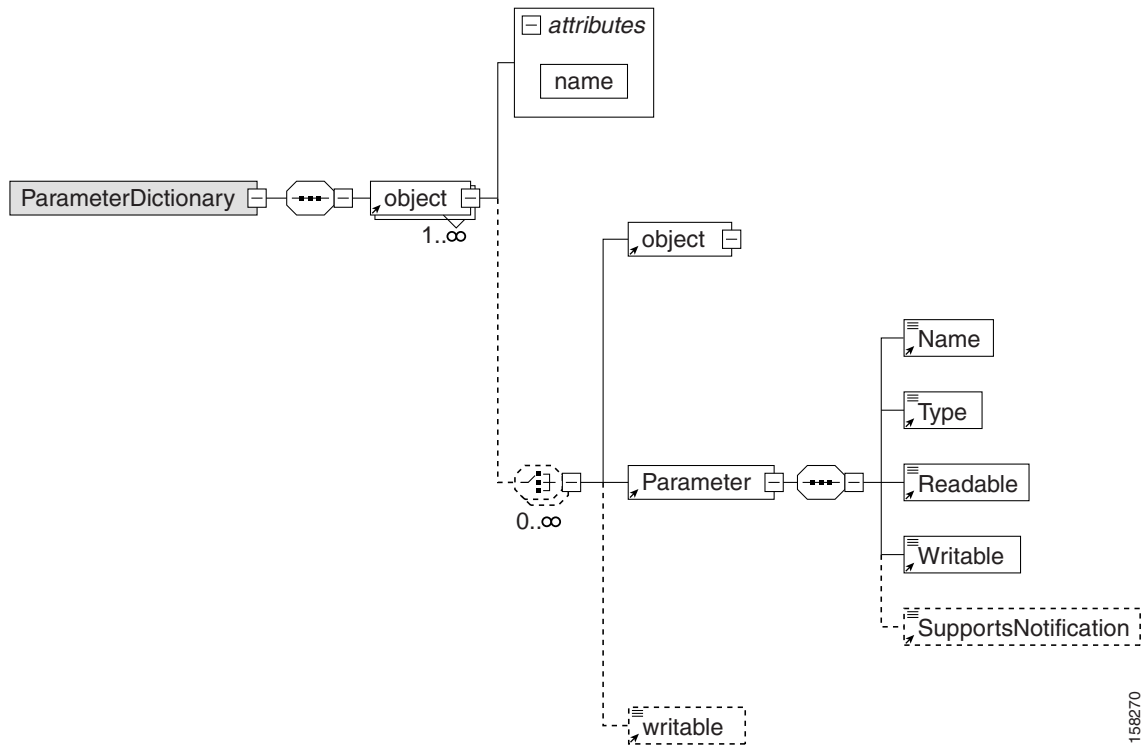 attributes
name
ParameterDictionary
object
1..∞
object
Name
Type
Readable
Parameter
0..∞
Writable
SupportsNotification
writable
158270